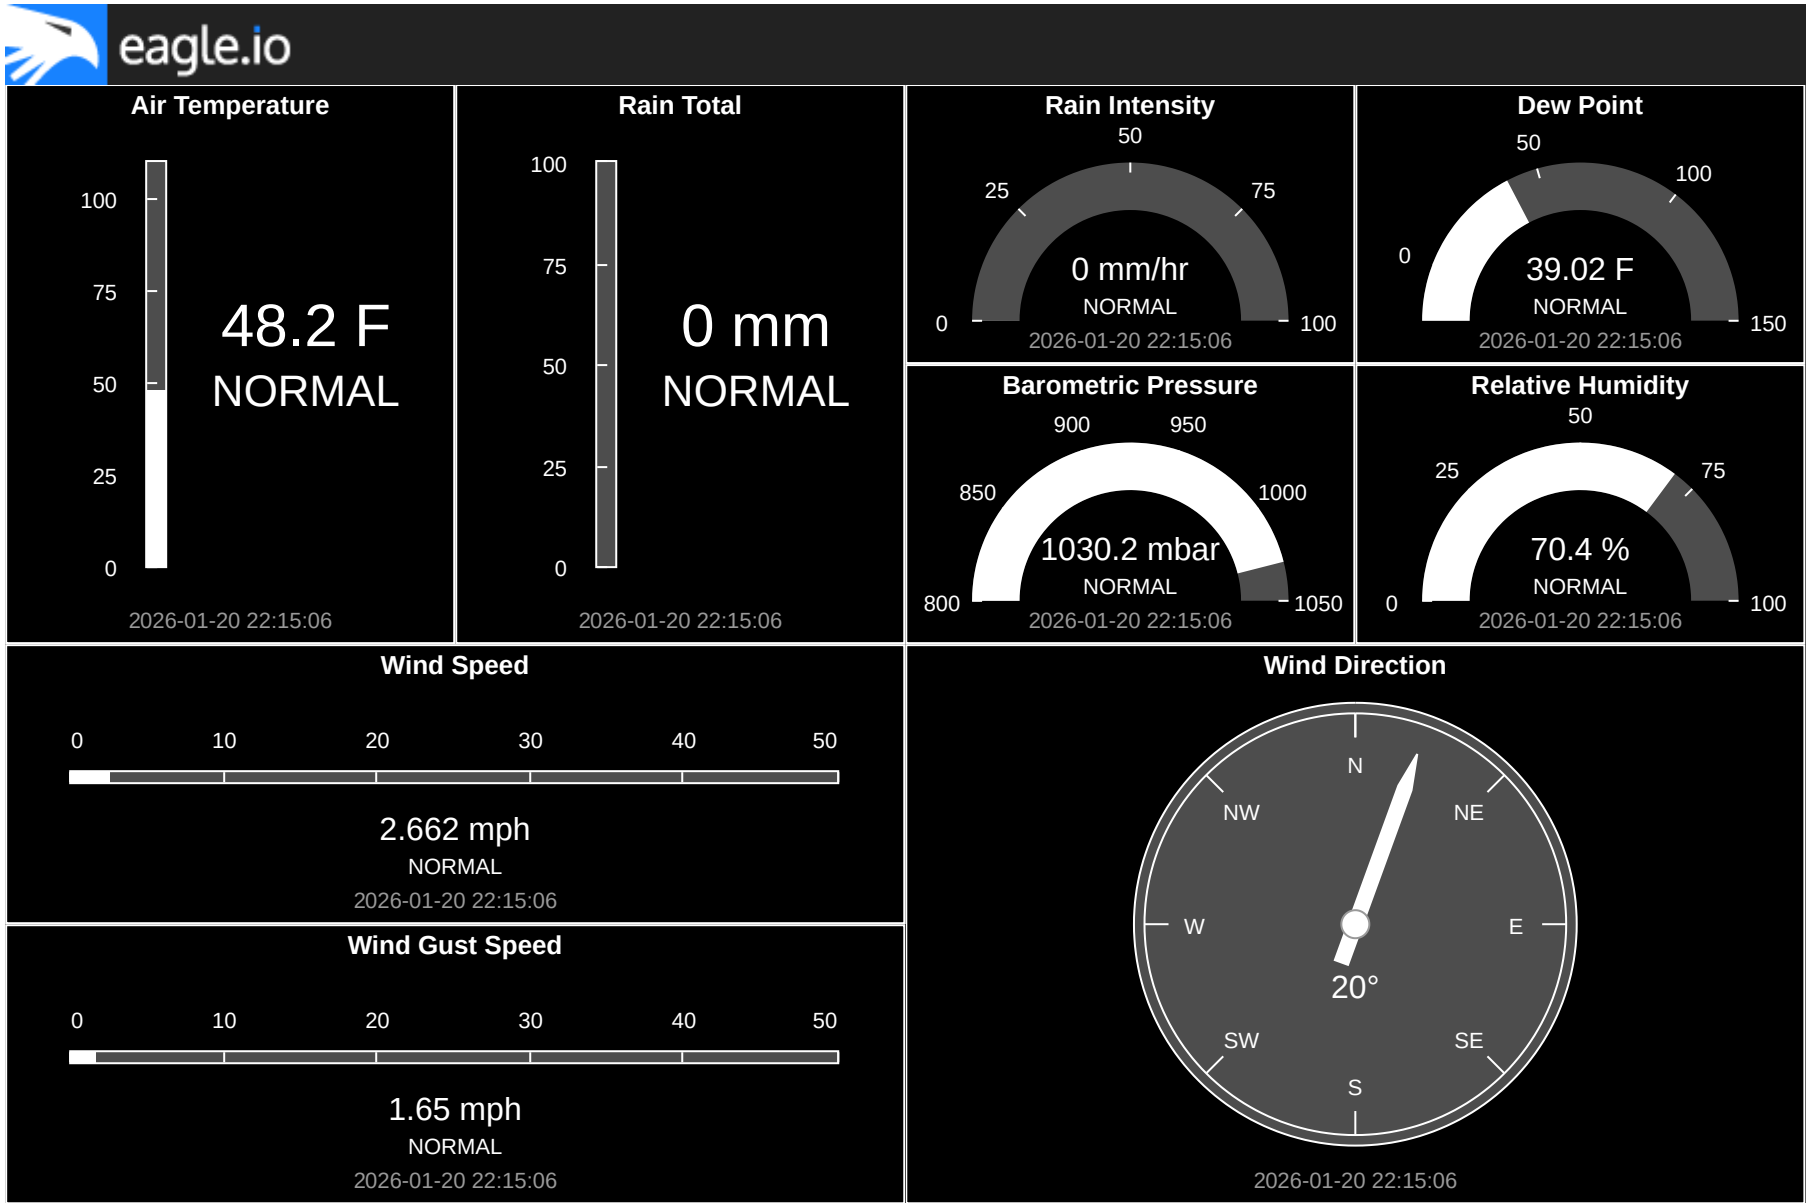 eagle.io
Air Temperature
100
75
50
25
0
48.2 F
NORMAL
2026-01-20 22:15:06
Rain Total
100
75
50
25
0
0 mm
NORMAL
2026-01-20 22:15:06
Rain Intensity
0
25
50
75
100
0 mm/hr
NORMAL
2026-01-20 22:15:06
Dew Point
0
50
100
150
39.02 F
NORMAL
2026-01-20 22:15:06
Barometric Pressure
800
850
900
950
1000
1050
1030.2 mbar
NORMAL
2026-01-20 22:15:06
Relative Humidity
0
25
50
75
100
70.4 %
NORMAL
2026-01-20 22:15:06
Wind Speed
0 10 20 30 40 50
2.662 mph
NORMAL
2026-01-20 22:15:06
Wind Gust Speed
0 10 20 30 40 50
1.65 mph
NORMAL
2026-01-20 22:15:06
Wind Direction
N
NW NE
W E
20°
SW SE
S
2026-01-20 22:15:06